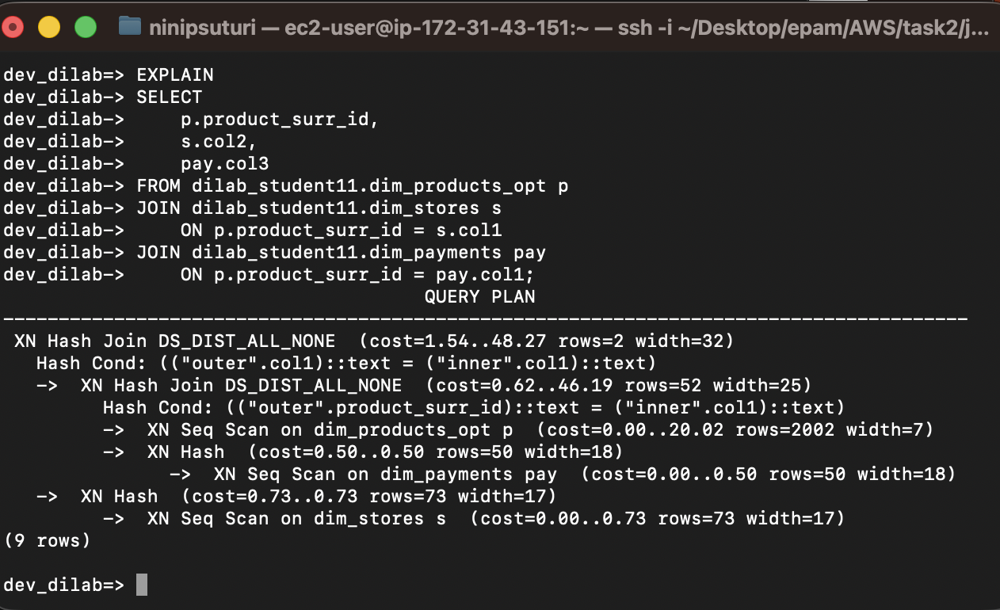 ninipsuturi — ec2-user@ip-172-31-43-151:~ — ssh -i ~/Desktop/epam/AWS/task2/j...
dev_dilab=> EXPLAIN
dev_dilab-> SELECT
dev_dilab->     p.product_surr_id,
dev_dilab->     s.col2,
dev_dilab->     pay.col3
dev_dilab-> FROM dilab_student11.dim_products_opt p
dev_dilab-> JOIN dilab_student11.dim_stores s
dev_dilab->     ON p.product_surr_id = s.col1
dev_dilab-> JOIN dilab_student11.dim_payments pay
dev_dilab->     ON p.product_surr_id = pay.col1;
                                      QUERY PLAN
---------------------------------------------------------------------------------------
 XN Hash Join DS_DIST_ALL_NONE  (cost=1.54..48.27 rows=2 width=32)
   Hash Cond: (("outer".col1)::text = ("inner".col1)::text)
   ->  XN Hash Join DS_DIST_ALL_NONE  (cost=0.62..46.19 rows=52 width=25)
         Hash Cond: (("outer".product_surr_id)::text = ("inner".col1)::text)
         ->  XN Seq Scan on dim_products_opt p  (cost=0.00..20.02 rows=2002 width=7)
         ->  XN Hash  (cost=0.50..0.50 rows=50 width=18)
               ->  XN Seq Scan on dim_payments pay  (cost=0.00..0.50 rows=50 width=18)
   ->  XN Hash  (cost=0.73..0.73 rows=73 width=17)
         ->  XN Seq Scan on dim_stores s  (cost=0.00..0.73 rows=73 width=17)
(9 rows)
dev_dilab=>